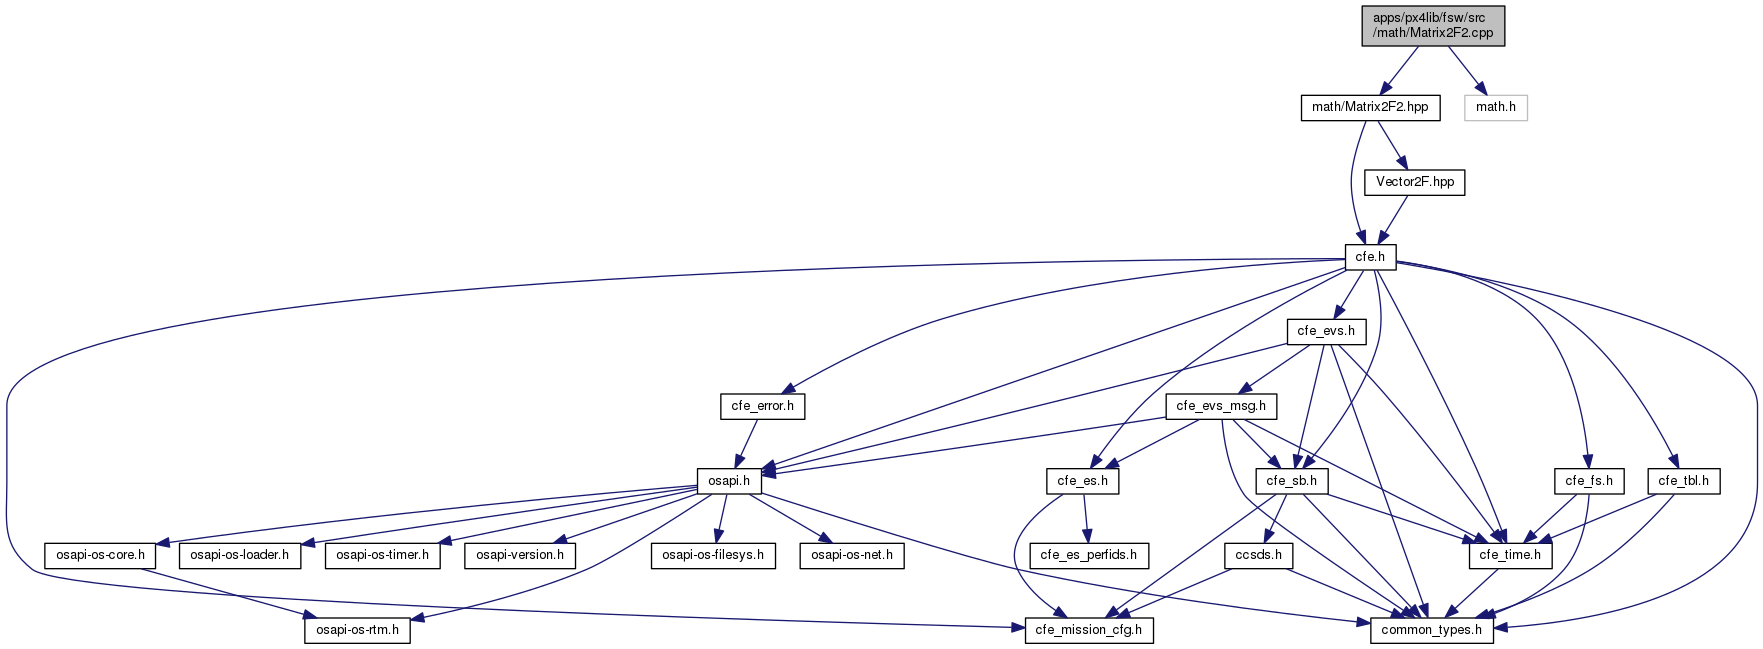 apps/px4lib/fsw/src
/math/Matrix2F2.cpp
math/Matrix2F2.hpp
math.h
Vector2F.hpp
cfe.h
cfe_evs.h
cfe_error.h
cfe_evs_msg.h
osapi.h
cfe_es.h
cfe_sb.h
cfe_fs.h
cfe_tbl.h
osapi-os-core.h
osapi-os-loader.h
osapi-os-timer.h
osapi-version.h
osapi-os-filesys.h
osapi-os-net.h
cfe_es_perfids.h
ccsds.h
cfe_time.h
osapi-os-rtm.h
cfe_mission_cfg.h
common_types.h